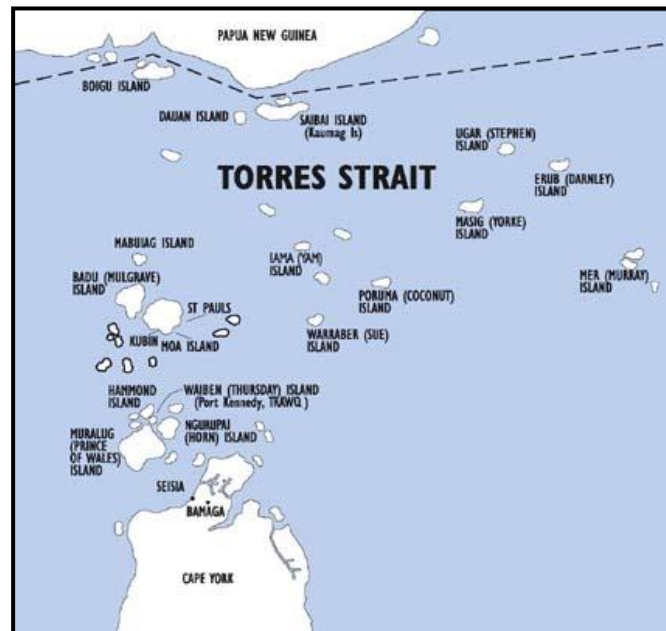 PAPUA NEW GUINEA
BOIGU ISLAND
DAUAN ISLAND
SAIBAI ISLAND
(Kaumag Is)
UGAR (STEPHEN)
ISLAND
TORRES STRAIT
ERUB (DARNLEY)
ISLAND
MASIG (YORKE)
ISLAND
MABUIAG ISLAND
IAMA (YAM)
ISLAND
BADU (MULGRAVE)
ISLAND
MER (MURRAY)
ISLAND
PORUMA (COCONUT)
ISLAND
ST PAULS
WARRABER (SUE)
ISLAND
KUBIN
MOA ISLAND
HAMMOND
ISLAND
WAIBEN (THURSDAY) ISLAND
(Port Kennedy, TRAWQ )
MURALUG
(PRINCE
OF WALES)
ISLAND
NGURUPAI
(HORN) ISLAND
SEISIA
BAMAGA
CAPE YORK